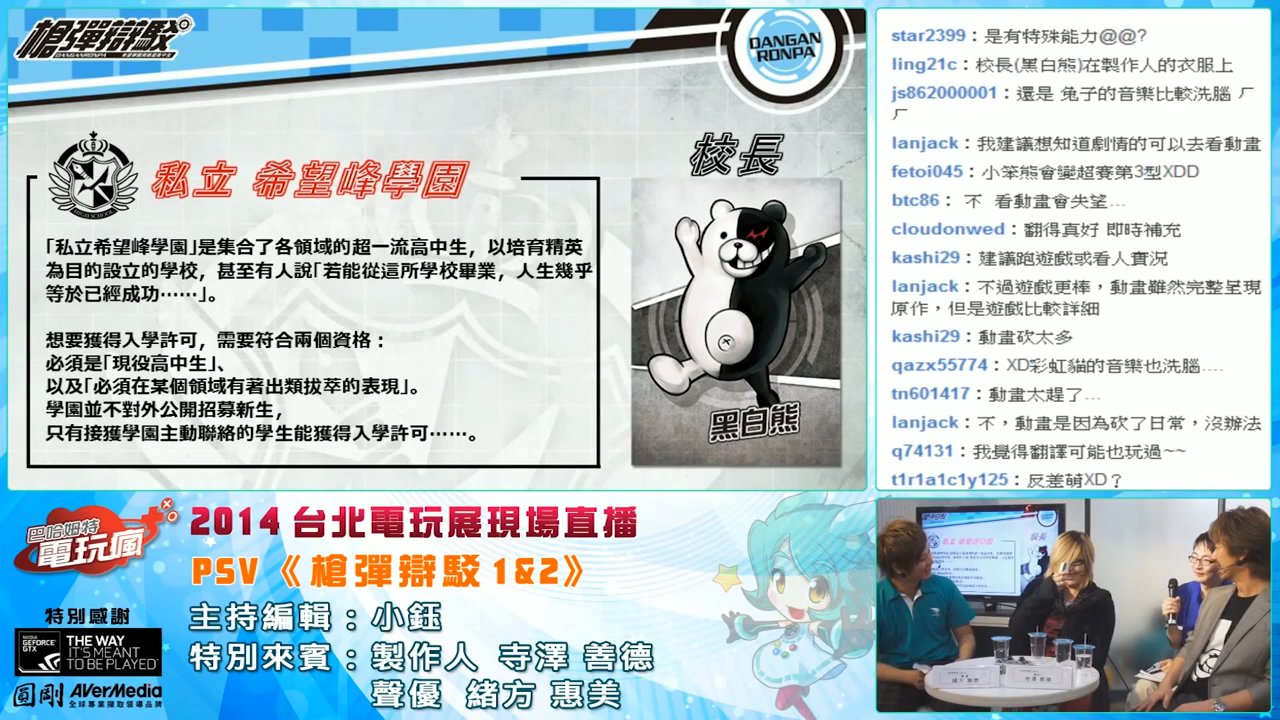 槍彈辯駁
DANGANRONPA
DANGAN
RONPA
私立 希望峰學園
HIGH SCHOOL
校長
「私立希望峰學園」是集合了各領域的超一流高中生，以培育精英
為目的設立的學校，甚至有人說「若能從這所學校畢業，人生幾乎
等於已經成功……」。
想要獲得入學許可，需要符合兩個資格：
必須是「現役高中生」、
以及「必須在某個領域有著出類拔萃的表現」。
學園並不對外公開招募新生，
只有接獲學園主動聯絡的學生能獲得入學許可……。
黑白熊
star2399：是有特殊能力@@?
ling21c：校長(黑白熊)在製作人的衣服上
js862000001：還是 兔子的音樂比較洗腦 ㄏ
ㄏ
lanjack：我建議想知道劇情的可以去看動畫
fetoi045：小笨熊會變超賽第3型XDD
btc86： 不 看動畫會失望...
cloudonwed：翻得真好 即時補充
kashi29：建議跑遊戲或看人實況
lanjack：不過遊戲更棒，動畫雖然完整呈現
原作，但是遊戲比較詳細
kashi29：動畫砍太多
qazx55774：XD彩虹貓的音樂也洗腦....
tn601417：動畫太趕了...
lanjack：不，動畫是因為砍了日常，沒辦法
q74131：我覺得翻譯可能也玩過~~
t1r1a1c1y125：反差萌XD？
巴哈姆特
電玩瘋
2014 台北電玩展現場直播
PSV《槍彈辯駁 1&2》
主持編輯：小鈺
特別來賓：製作人 寺澤 善德
聲優 緒方 惠美
特別感謝
NVIDIA
GEFORCE
GTX
THE WAY
IT'S MEANT
TO BE PLAYED
圓剛 AVerMedia
全球專業擷取領導品牌